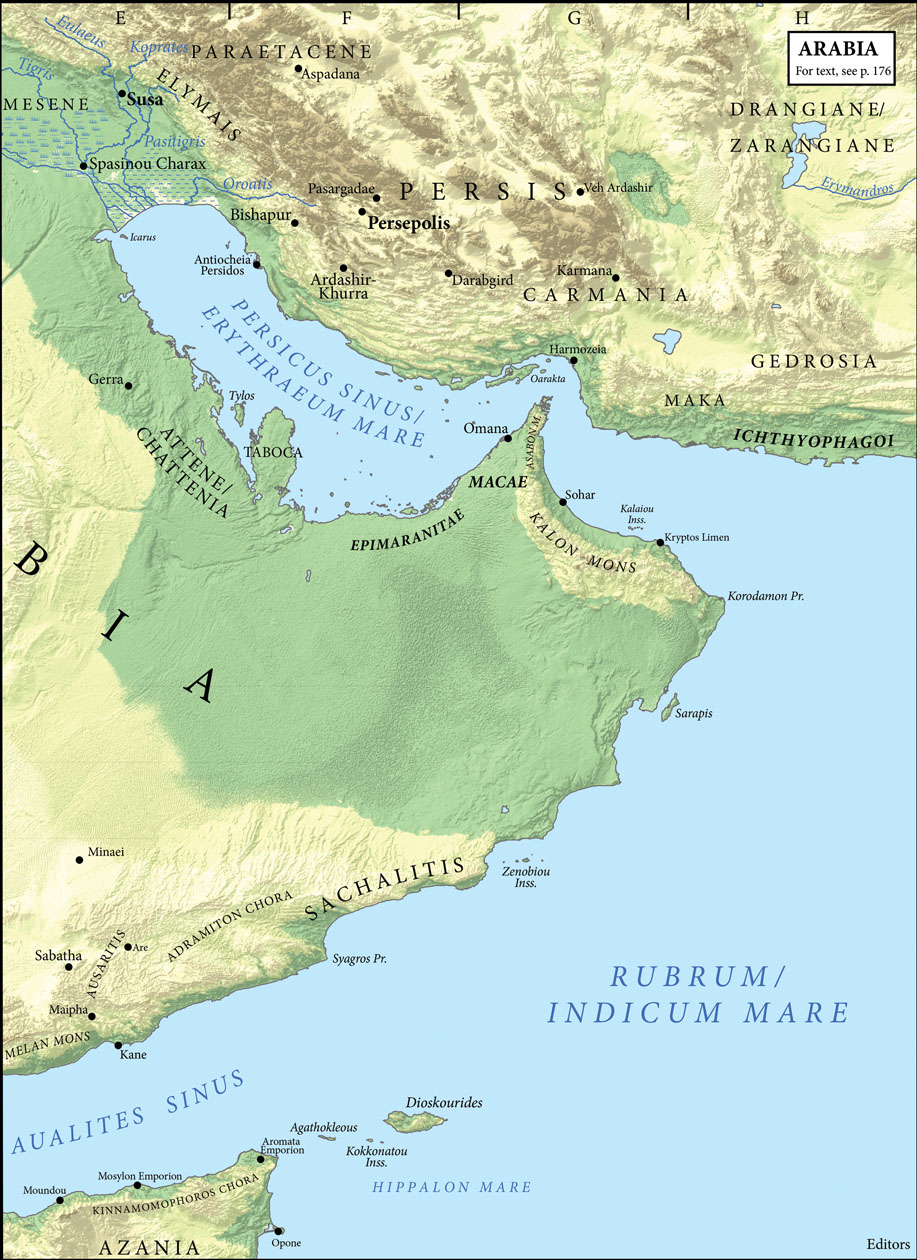 E
F
G
H
ARABIA
For text, see p. 176
Eulaeus
Koprates
PARAETACENE
Aspadana
Tigris
ELYMAIS
MESENE
Susa
DRANGIANE/
ZARANGIANE
Pasitigris
Spasinou Charax
Oroatis
Erymandros
Pasargadae
PERSIS
Veh Ardashir
Bishapur
Persepolis
Icarus
Antiocheia
Persidos
Ardashir-
Khurra
Darabgird
Karmana
CARMANIA
PERSICUS SINUS/
ERYTHRAEUM MARE
Harmozeia
GEDROSIA
Gerra
Oarakta
Tylos
MAKA
ATTENE/
CHATTENIA
TABOCA
Omana
ASABON M.
ICHTHYOPHAGOI
MACAE
Sohar
EPIMARANITAE
KALON MONS
Kalaiou
Inss.
Kryptos Limen
B
I
A
Korodamon Pr.
Sarapis
Minaei
Zenobiou
Inss.
SACHALITIS
ADRAMITON CHORA
Are
Sabatha
AUSARITIS
Syagros Pr.
RUBRUM/
INDICUM MARE
Maipha
MELAN MONS
Kane
AUALITES SINUS
Dioskourides
Agathokleous
Kokkonatou
Inss.
Aromata
Emporion
HIPPALON MARE
Mosylon Emporion
Moundou
KINNAMOMOPHOROS CHORA
Opone
AZANIA
Editors